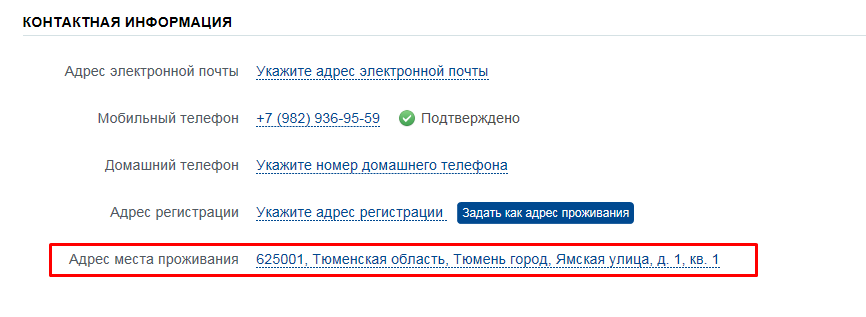 КОНТАКТНАЯ ИНФОРМАЦИЯ
Адрес электронной почты Укажите адрес электронной почты
Мобильный телефон +7 (982) 936-95-59 Подтверждено
Домашний телефон Укажите номер домашнего телефона
Адрес регистрации Укажите адрес регистрации Задать как адрес проживания
Адрес места проживания 625001, Тюменская область, Тюмень город, Ямская улица, д. 1, кв. 1